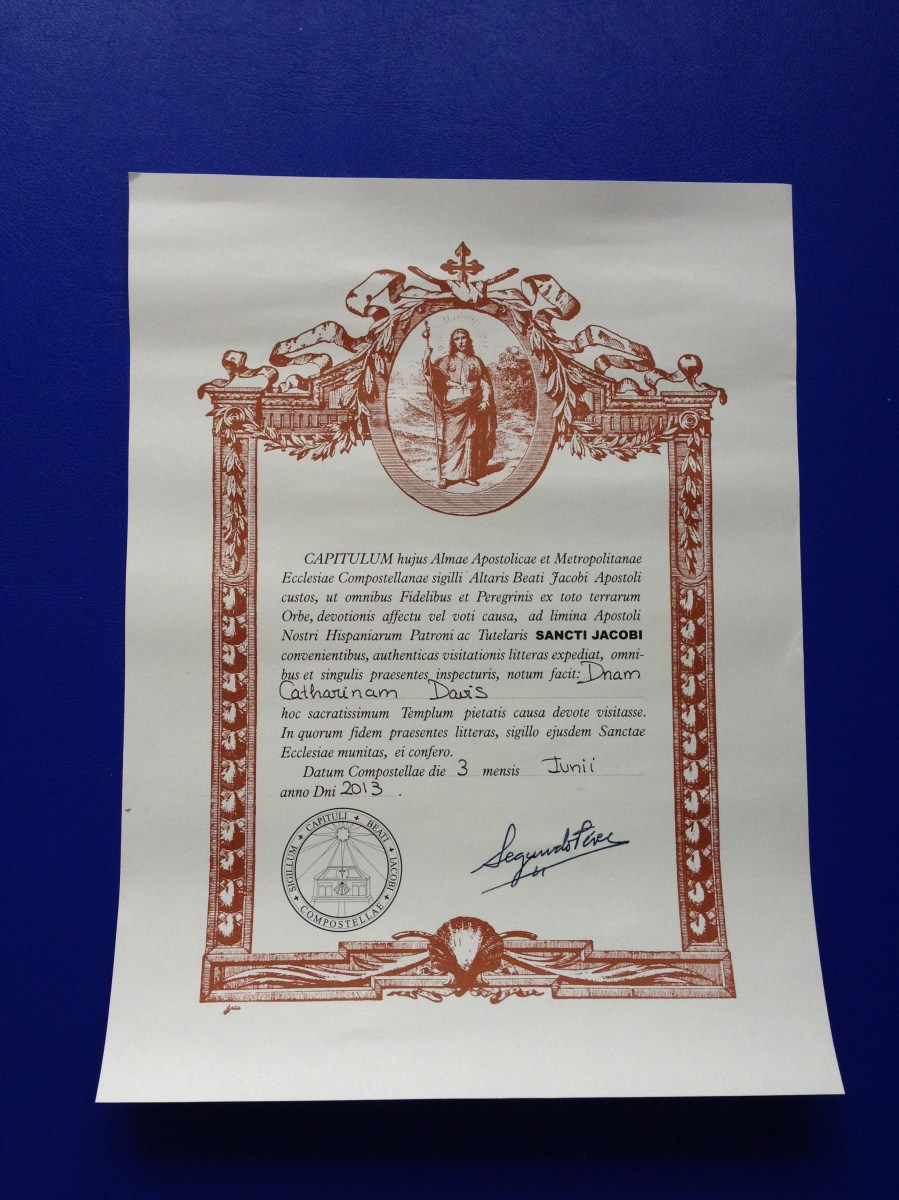 CAPITULUM hujus Almae Apostolicae et Metropolitanae
Ecclesiae Compostellanae sigilli Altaris Beati Jacobi Apostoli
custos, ut omnibus Fidelibus et Peregrinis ex toto terrarum
Orbe, devotionis affectu vel voti causa, ad limina Apostoli
Nostri Hispaniarum Patroni ac Tutelaris SANCTI JACOBI
convenientibus, authenticas visitationis litteras expediat, omni-
bus et singulis praesentes inspecturis, notum facit: Dnam
Catharinam Davis
hoc sacratissimum Templum pietatis causa devote visitasse.
In quorum fidem praesentes litteras, sigillo ejusdem Sanctae
Ecclesiae munitas, ei confero.
Datum Compostellae die 3 mensis Iunii
anno Dni 2013 .
SIGILLUM CAPITULI BEATI JACOBI COMPOSTELLAE
Segundo Pérez